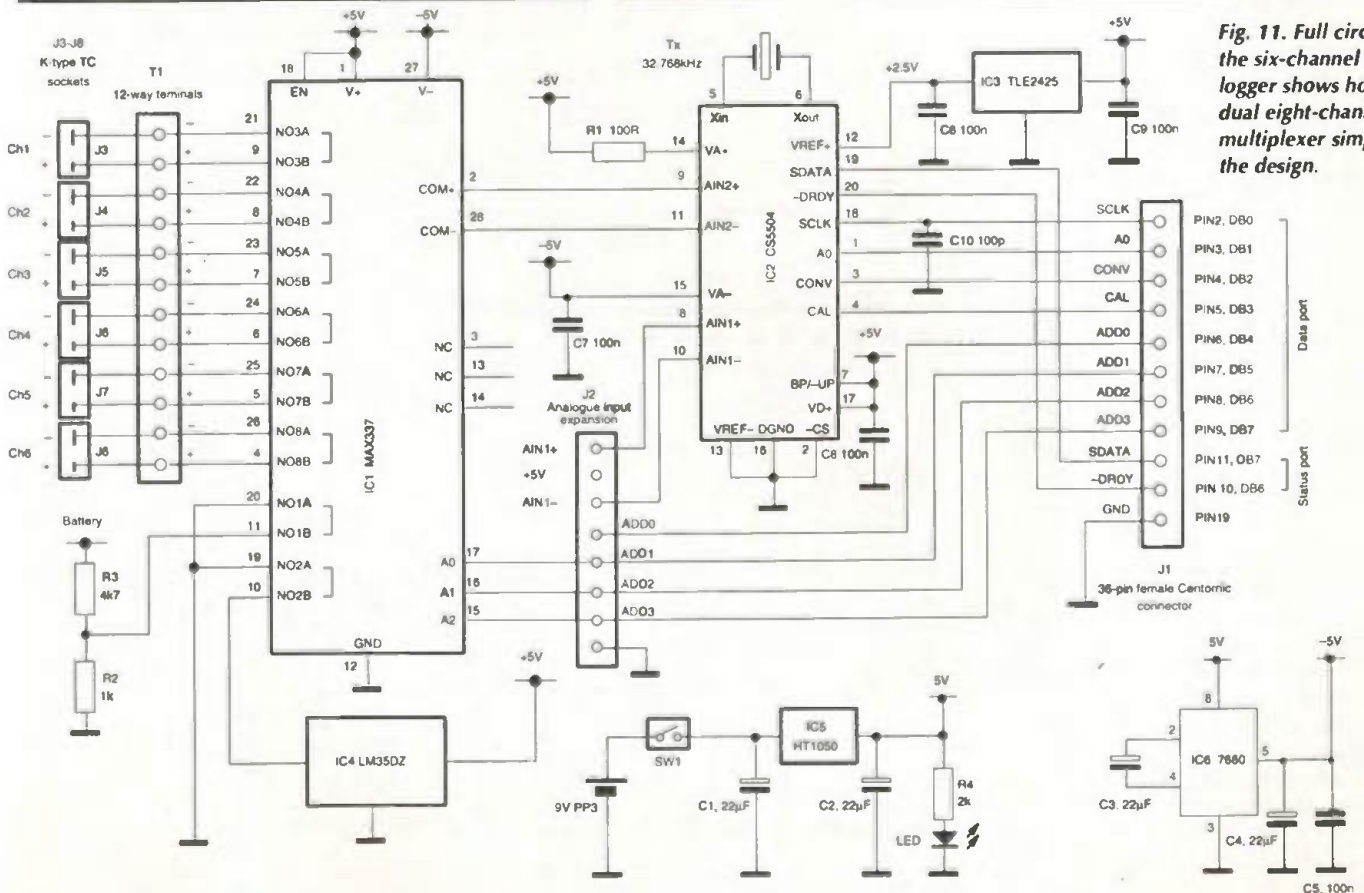 Fig. 11. Full circ
the six-channel
logger shows ho
dual eight-chan
multiplexer simp
the design.
J3-J8
K-type TC
sockets
T1
12-way teminals
Ch1
Ch2
Ch3
Ch4
Ch5
Ch6
- + - + - + - + - + - +
J3
J4
J5
J6
J7
J6
- + - + - + - + - + - +
+5V
-5V
18
1
27
EN
V+
V-
21 NO3A
9 NO3B
22 NO4A
8 NO4B
23 NO5A
7 NO5B
24 NO6A
6 NO6B
25 NO7A
5 NO7B
26 NO8A
4 NO8B
20 NO1A
11 NO1B
19 NO2A
10 NO2B
IC1 MAX337
COM+ 2
COM- 28
NC 3
NC 13
NC 14
A0 17
A1 16
A2 15
GND
12
Battery
R3
4k7
R2
1k
IC4 LM35DZ
+5V
Tx
32.768kHz
+5V
R1 100R
5
6
Xin
Xout
14 VA+
9 AIN2+
11 AIN2-
15 VA-
8 AIN1+
10 AIN1-
IC2 CS5504
VREF+ 12
SDATA 19
-DRDY 20
SCLK 18
A0 1
CONV 3
CAL 4
BP/-UP 7
VD+ 17
VREF- DGND -CS
13 16 2
-5V
C7 100n
+5V
C8 100n
C10 100p
+2.5V
IC3 TLE2425
+5V
C6 100n
C9 100n
J2
Analogue input
expansion
AIN1+
+5V
AIN1-
ADD0
ADD1
ADD2
ADD3
SCLK PIN2, DB0
A0 PIN3, DB1
CONV PIN4, DB2
CAL PIN5, DB3
ADD0 PIN6, DB4
ADD1 PIN7, DB5
ADD2 PIN8, DB6
ADD3 PIN9, DB7
SDATA PIN11, DB7
-DRDY PIN 10, DB6
GND PIN19
Data port
Status port
J1
36-pin female Centornic
connector
9V PP3
SW1
C1, 22µF
IC5
HT1050
C2, 22µF
5V
R4
2k
LED
5V
-5V
8
2
4
5
3
IC6 7660
C3, 22µF
C4, 22µF
C5, 100n